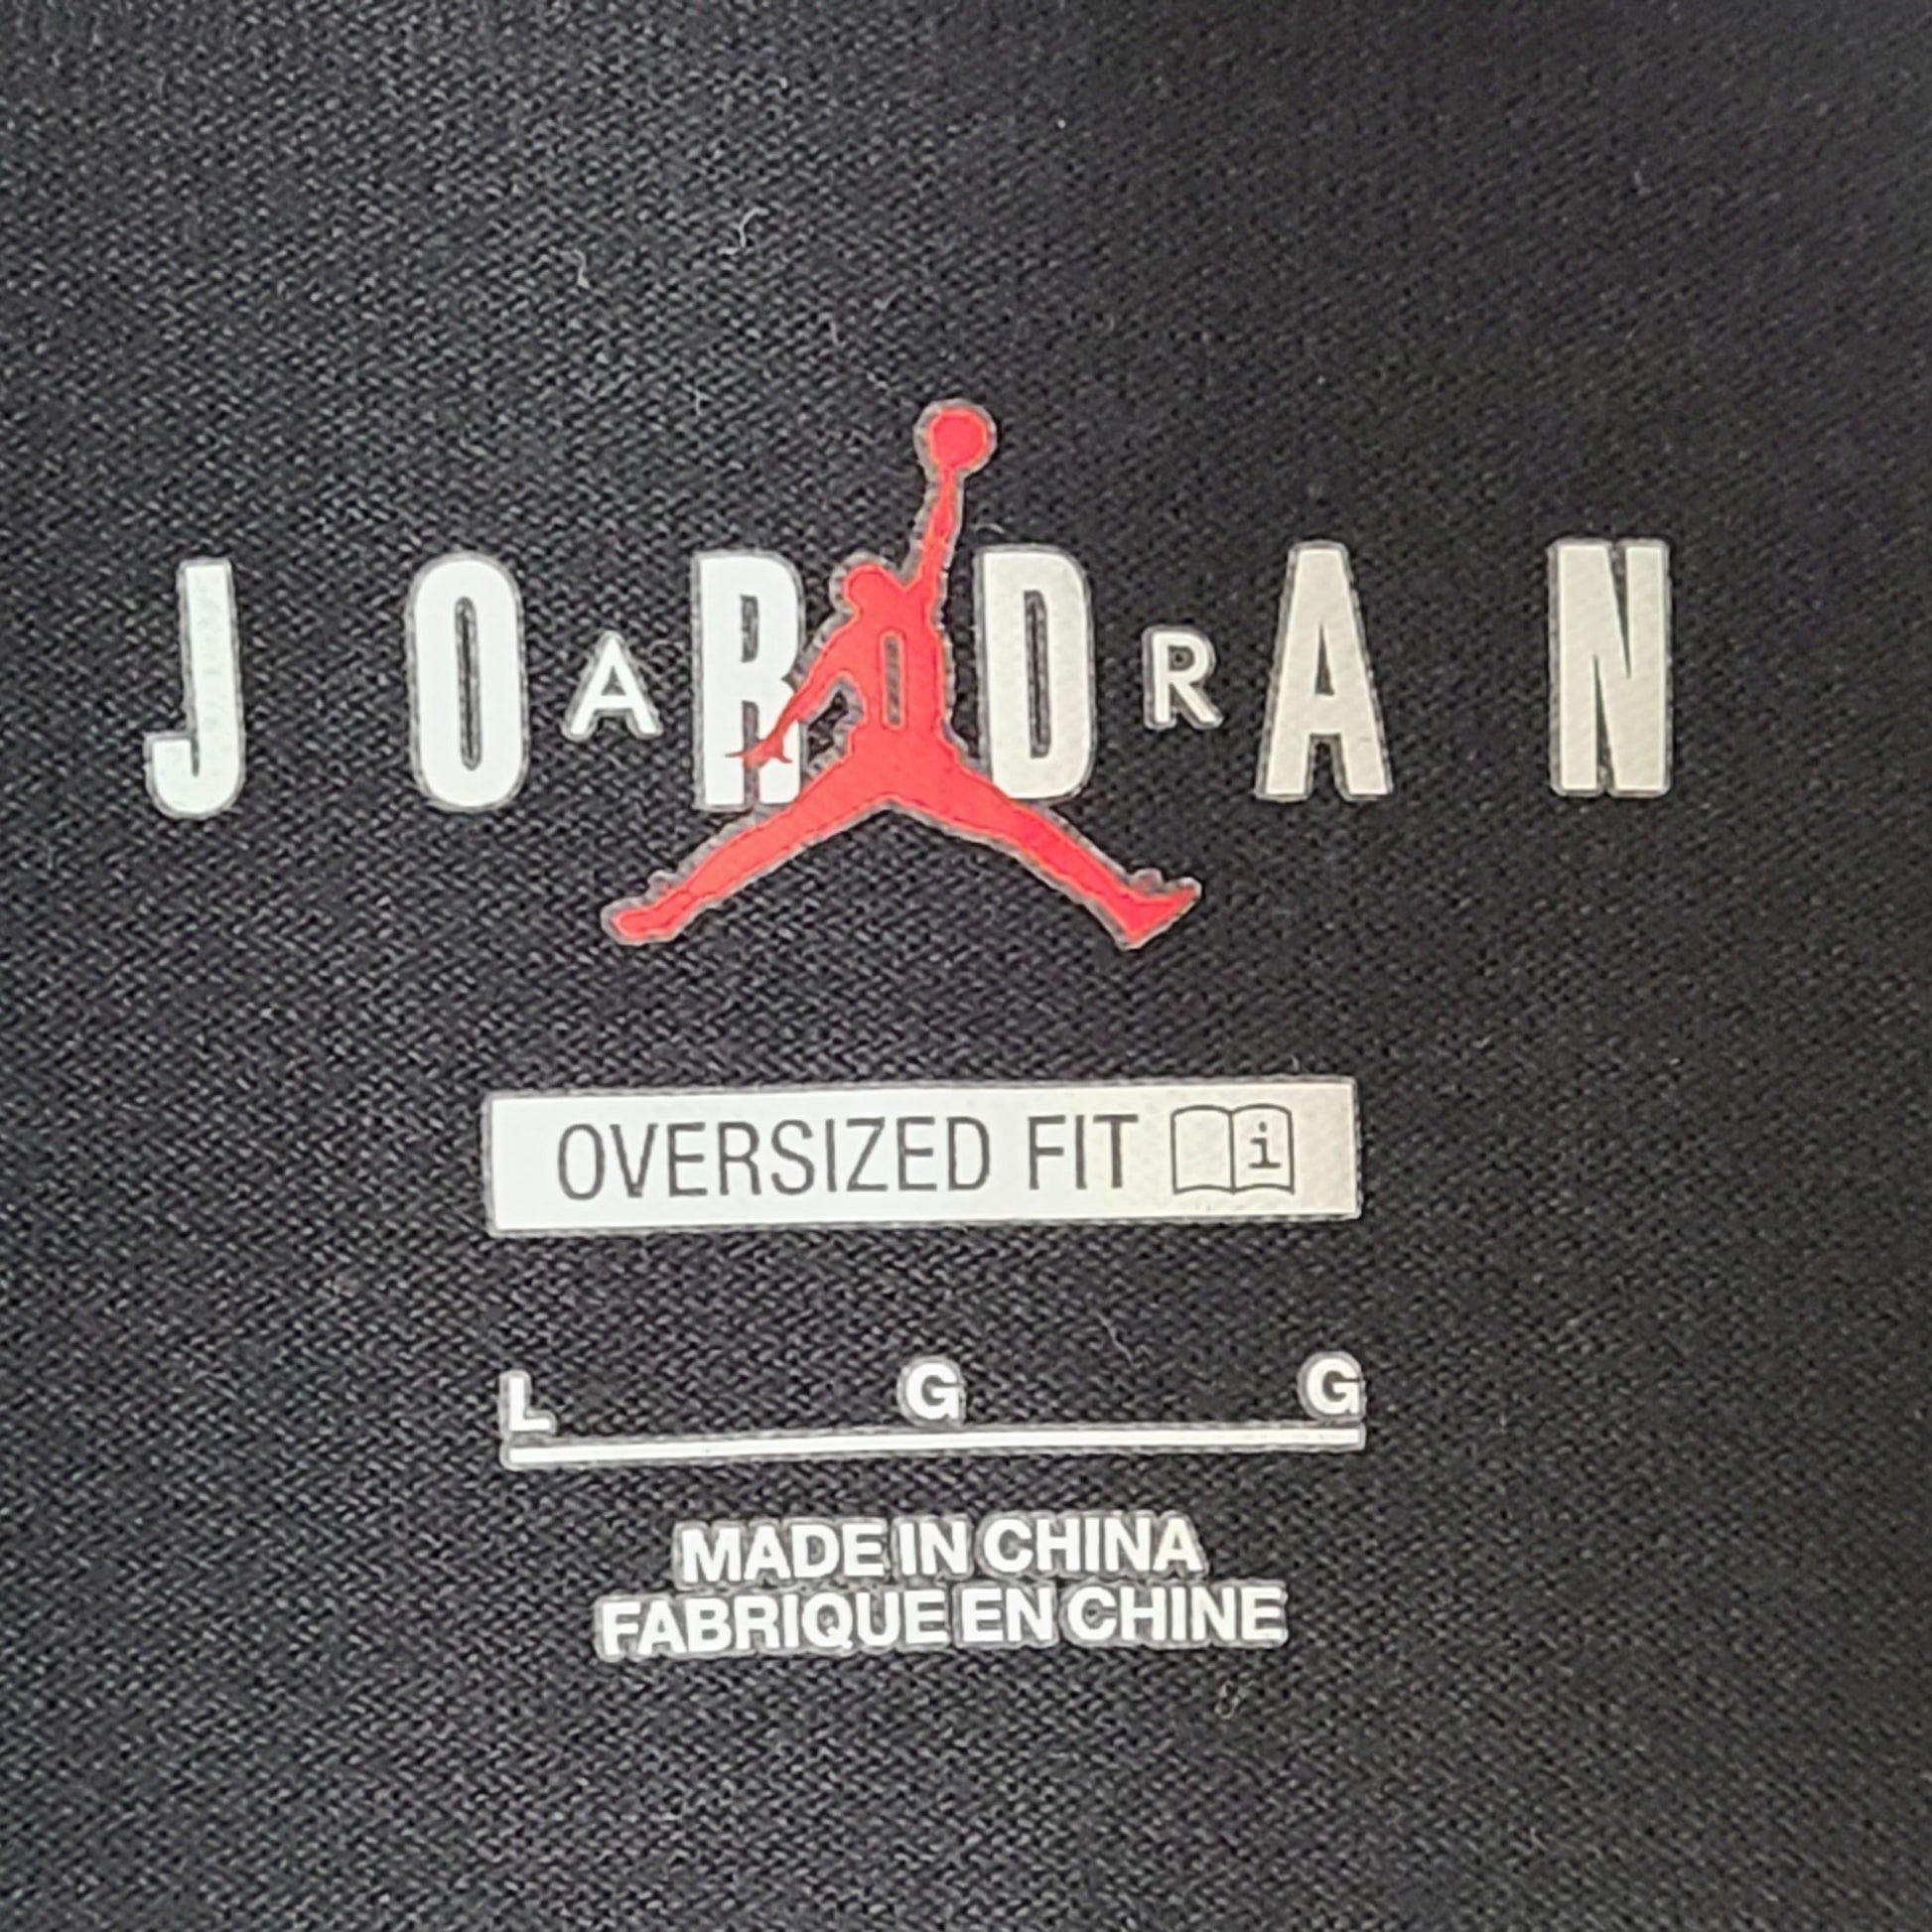 JORDAN
AIR
OVERSIZED FIT i
L G G
MADE IN CHINA
FABRIQUE EN CHINE